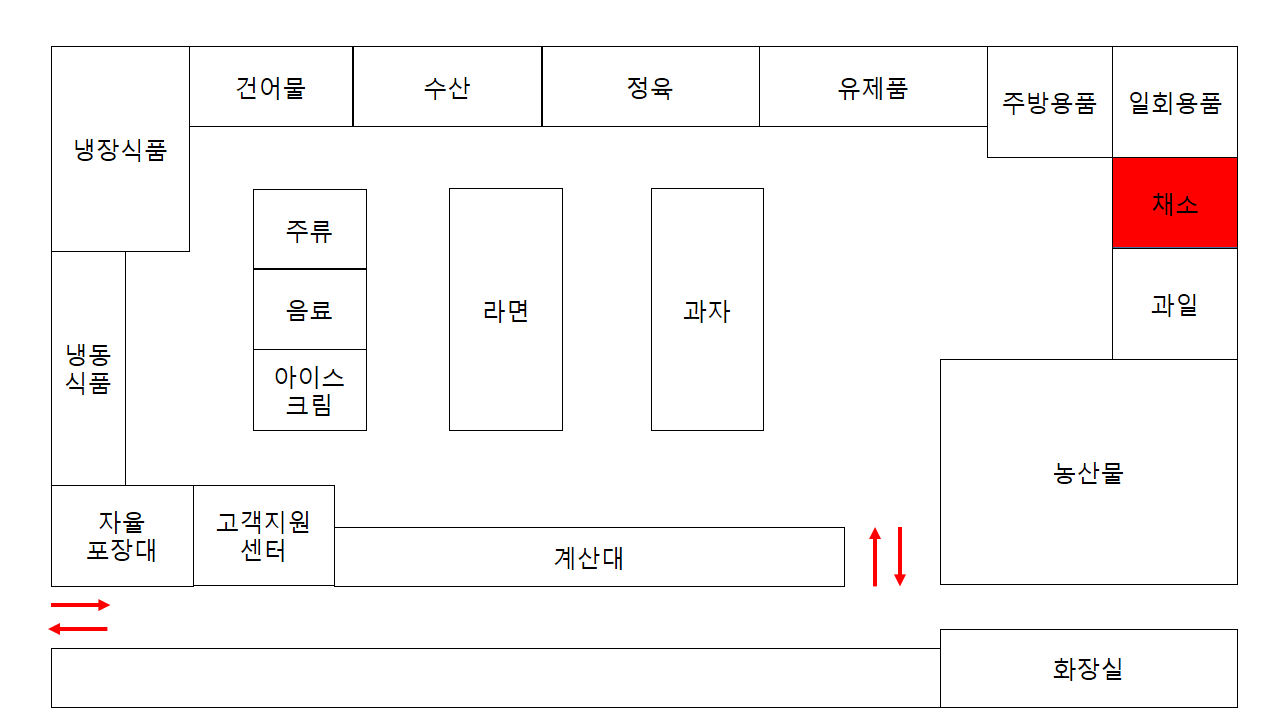 건어물
수산
정육
유제품
주방용품
일회용품
냉장식품
채소
주류
음료
아이스
크림
라면
과자
과일
냉동
식품
농산물
자율
포장대
고객지원
센터
계산대
화장실